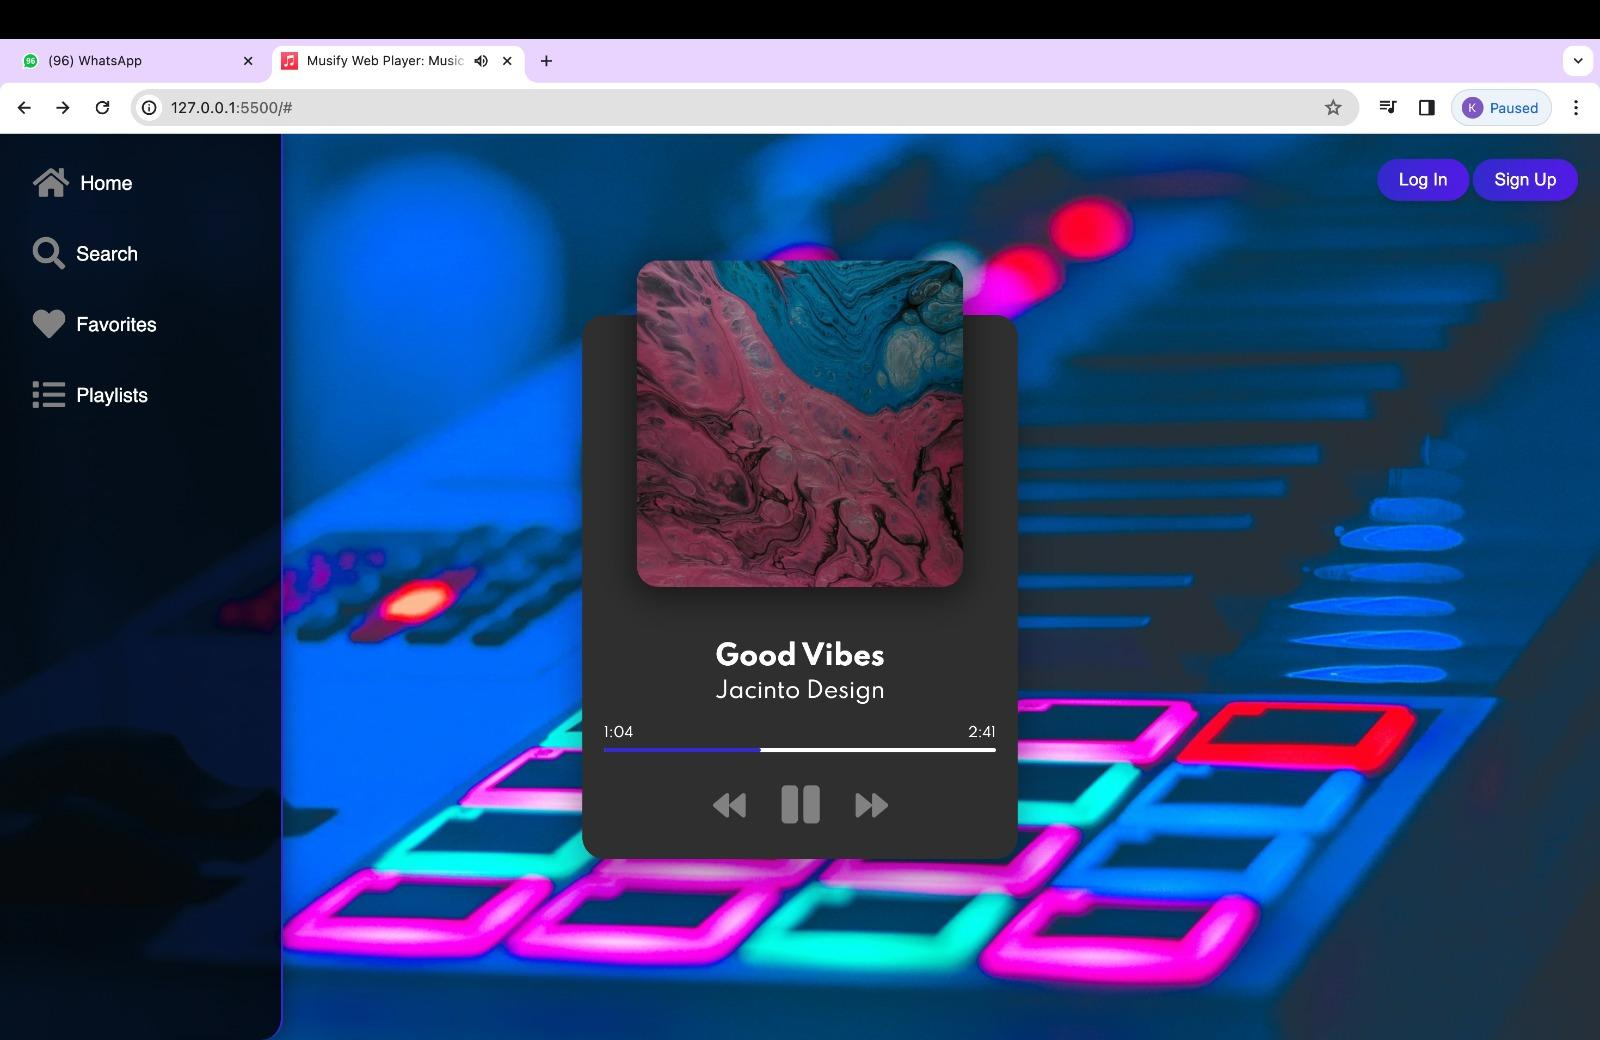 96
(96) WhatsApp
Musify Web Player: Music
127.0.0.1:5500/#
K
Paused
Home
Search
Favorites
Playlists
Log In
Sign Up
Good Vibes
Jacinto Design
1:04
2:41